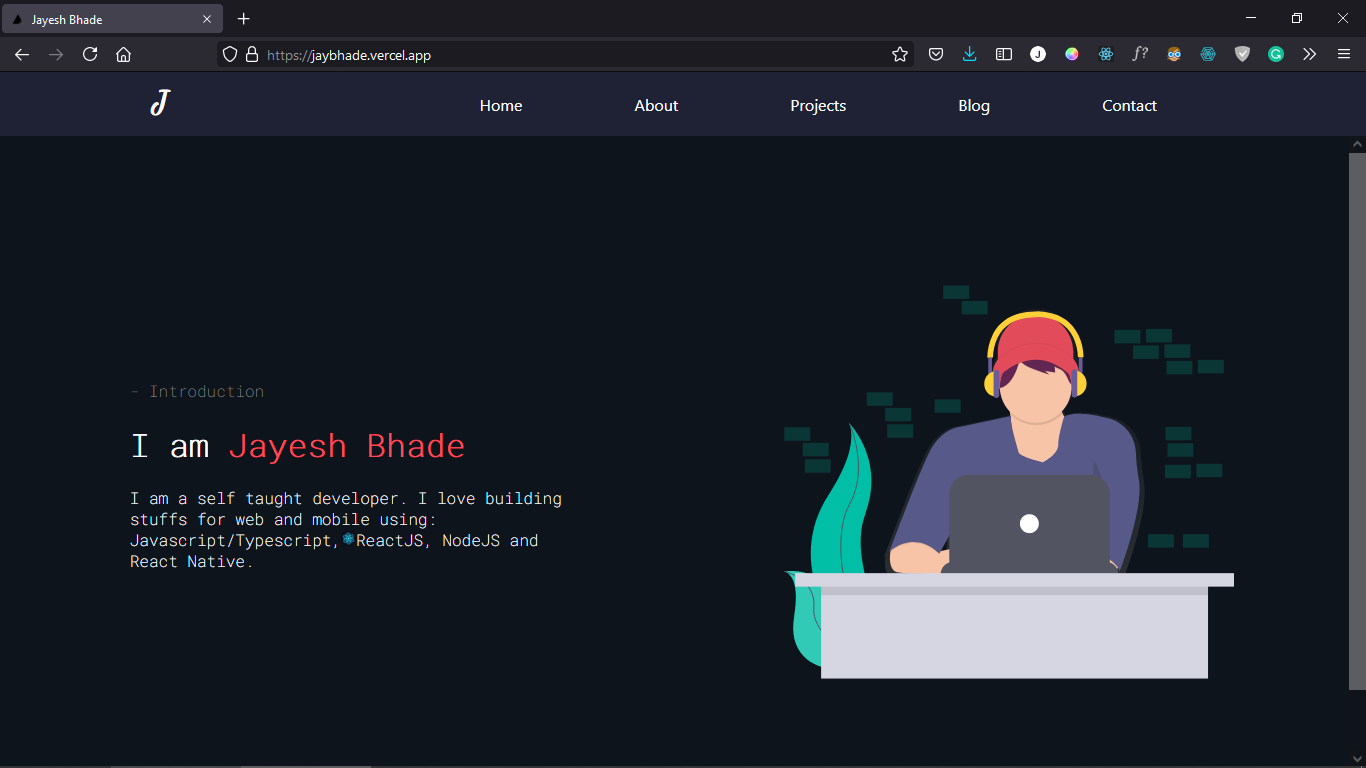 Jayesh Bhade
https://jaybhade.vercel.app
J
f?
J
Home
About
Projects
Blog
Contact
- Introduction
I am Jayesh Bhade
I am a self taught developer. I love building
stuffs for web and mobile using:
Javascript/Typescript, ReactJS, NodeJS and
React Native.